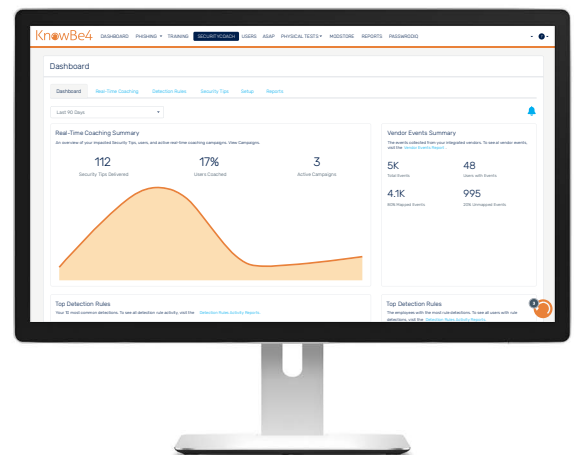 KnowBe4 DASHBOARD PHISHING TRAINING SECURITYCOACH USERS ASAP PHYSICAL TESTS MODSTORE REPORTS PASSWORDIQ
Dashboard
Dashboard Real-Time Coaching Detection Rules Security Tips Setup Reports
Last 90 Days
Real-Time Coaching Summary
An overview of your impacted Security Tips, users, and active real-time coaching campaigns. View Campaigns.
112 17% 3
Security Tips Delivered Users Coached Active Campaigns
Vendor Events Summary
The events collected from your integrated vendors. To see all vendor events,
visit the Vendor Events Report.
5K 48
Total Events Users with Events
4.1K 995
80% Mapped Events 20% Unmapped Events
Top Detection Rules
Your 10 most common detections. To see all detection rule activity, visit the Detection Rules Activity Reports.
Top Detection Rules
The employees with the most rule detections. To see all users with rule
detections, visit the Detection Rules Activity Reports.